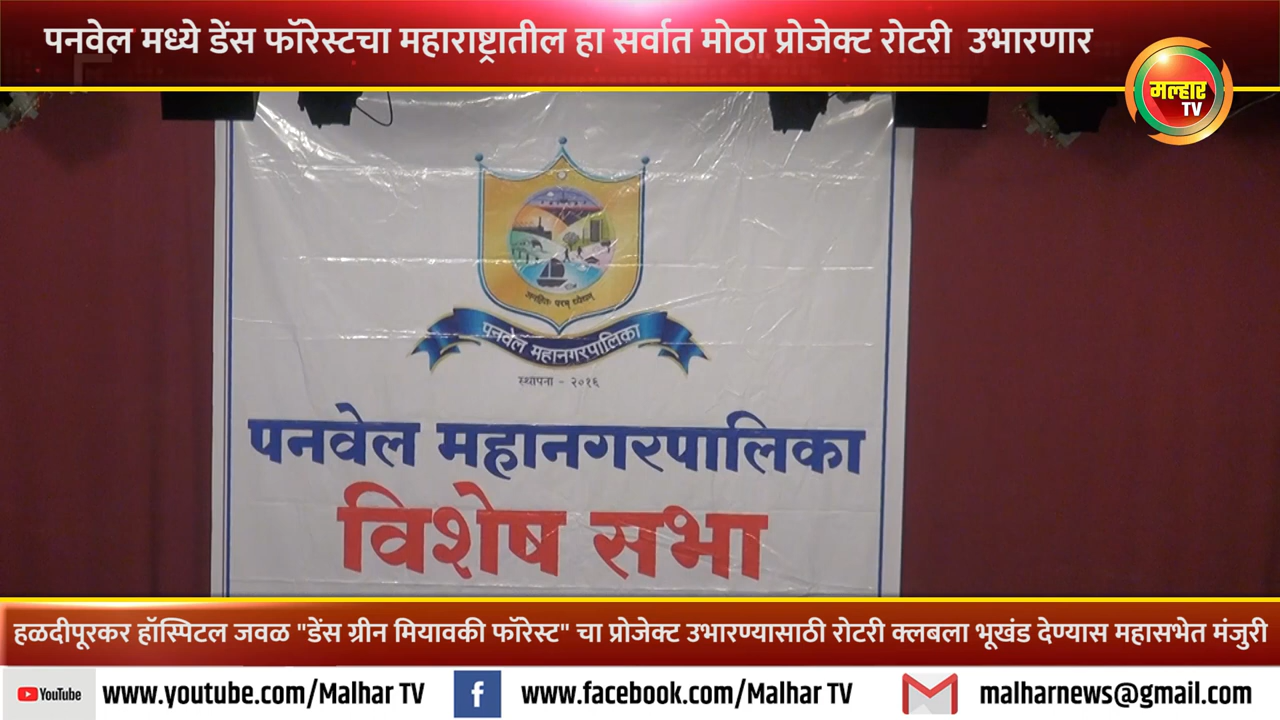 पनवेल मध्ये डेंस फॉरेस्टचा महाराष्ट्रातील हा सर्वात मोठा प्रोजेक्ट रोटरी उभारणार
मल्हार
TV
पनवेल महानगरपालिका
स्थापना - २०१६
पनवेल महानगरपालिका
विशेष सभा
हळदीपूरकर हॉस्पिटल जवळ "डेंस ग्रीन मियावकी फॉरेस्ट" चा प्रोजेक्ट उभारण्यासाठी रोटरी क्लबला भूखंड देण्यास महासभेत मंजुरी
YouTube www.youtube.com/Malhar TV www.facebook.com/Malhar TV malharnews@gmail.com